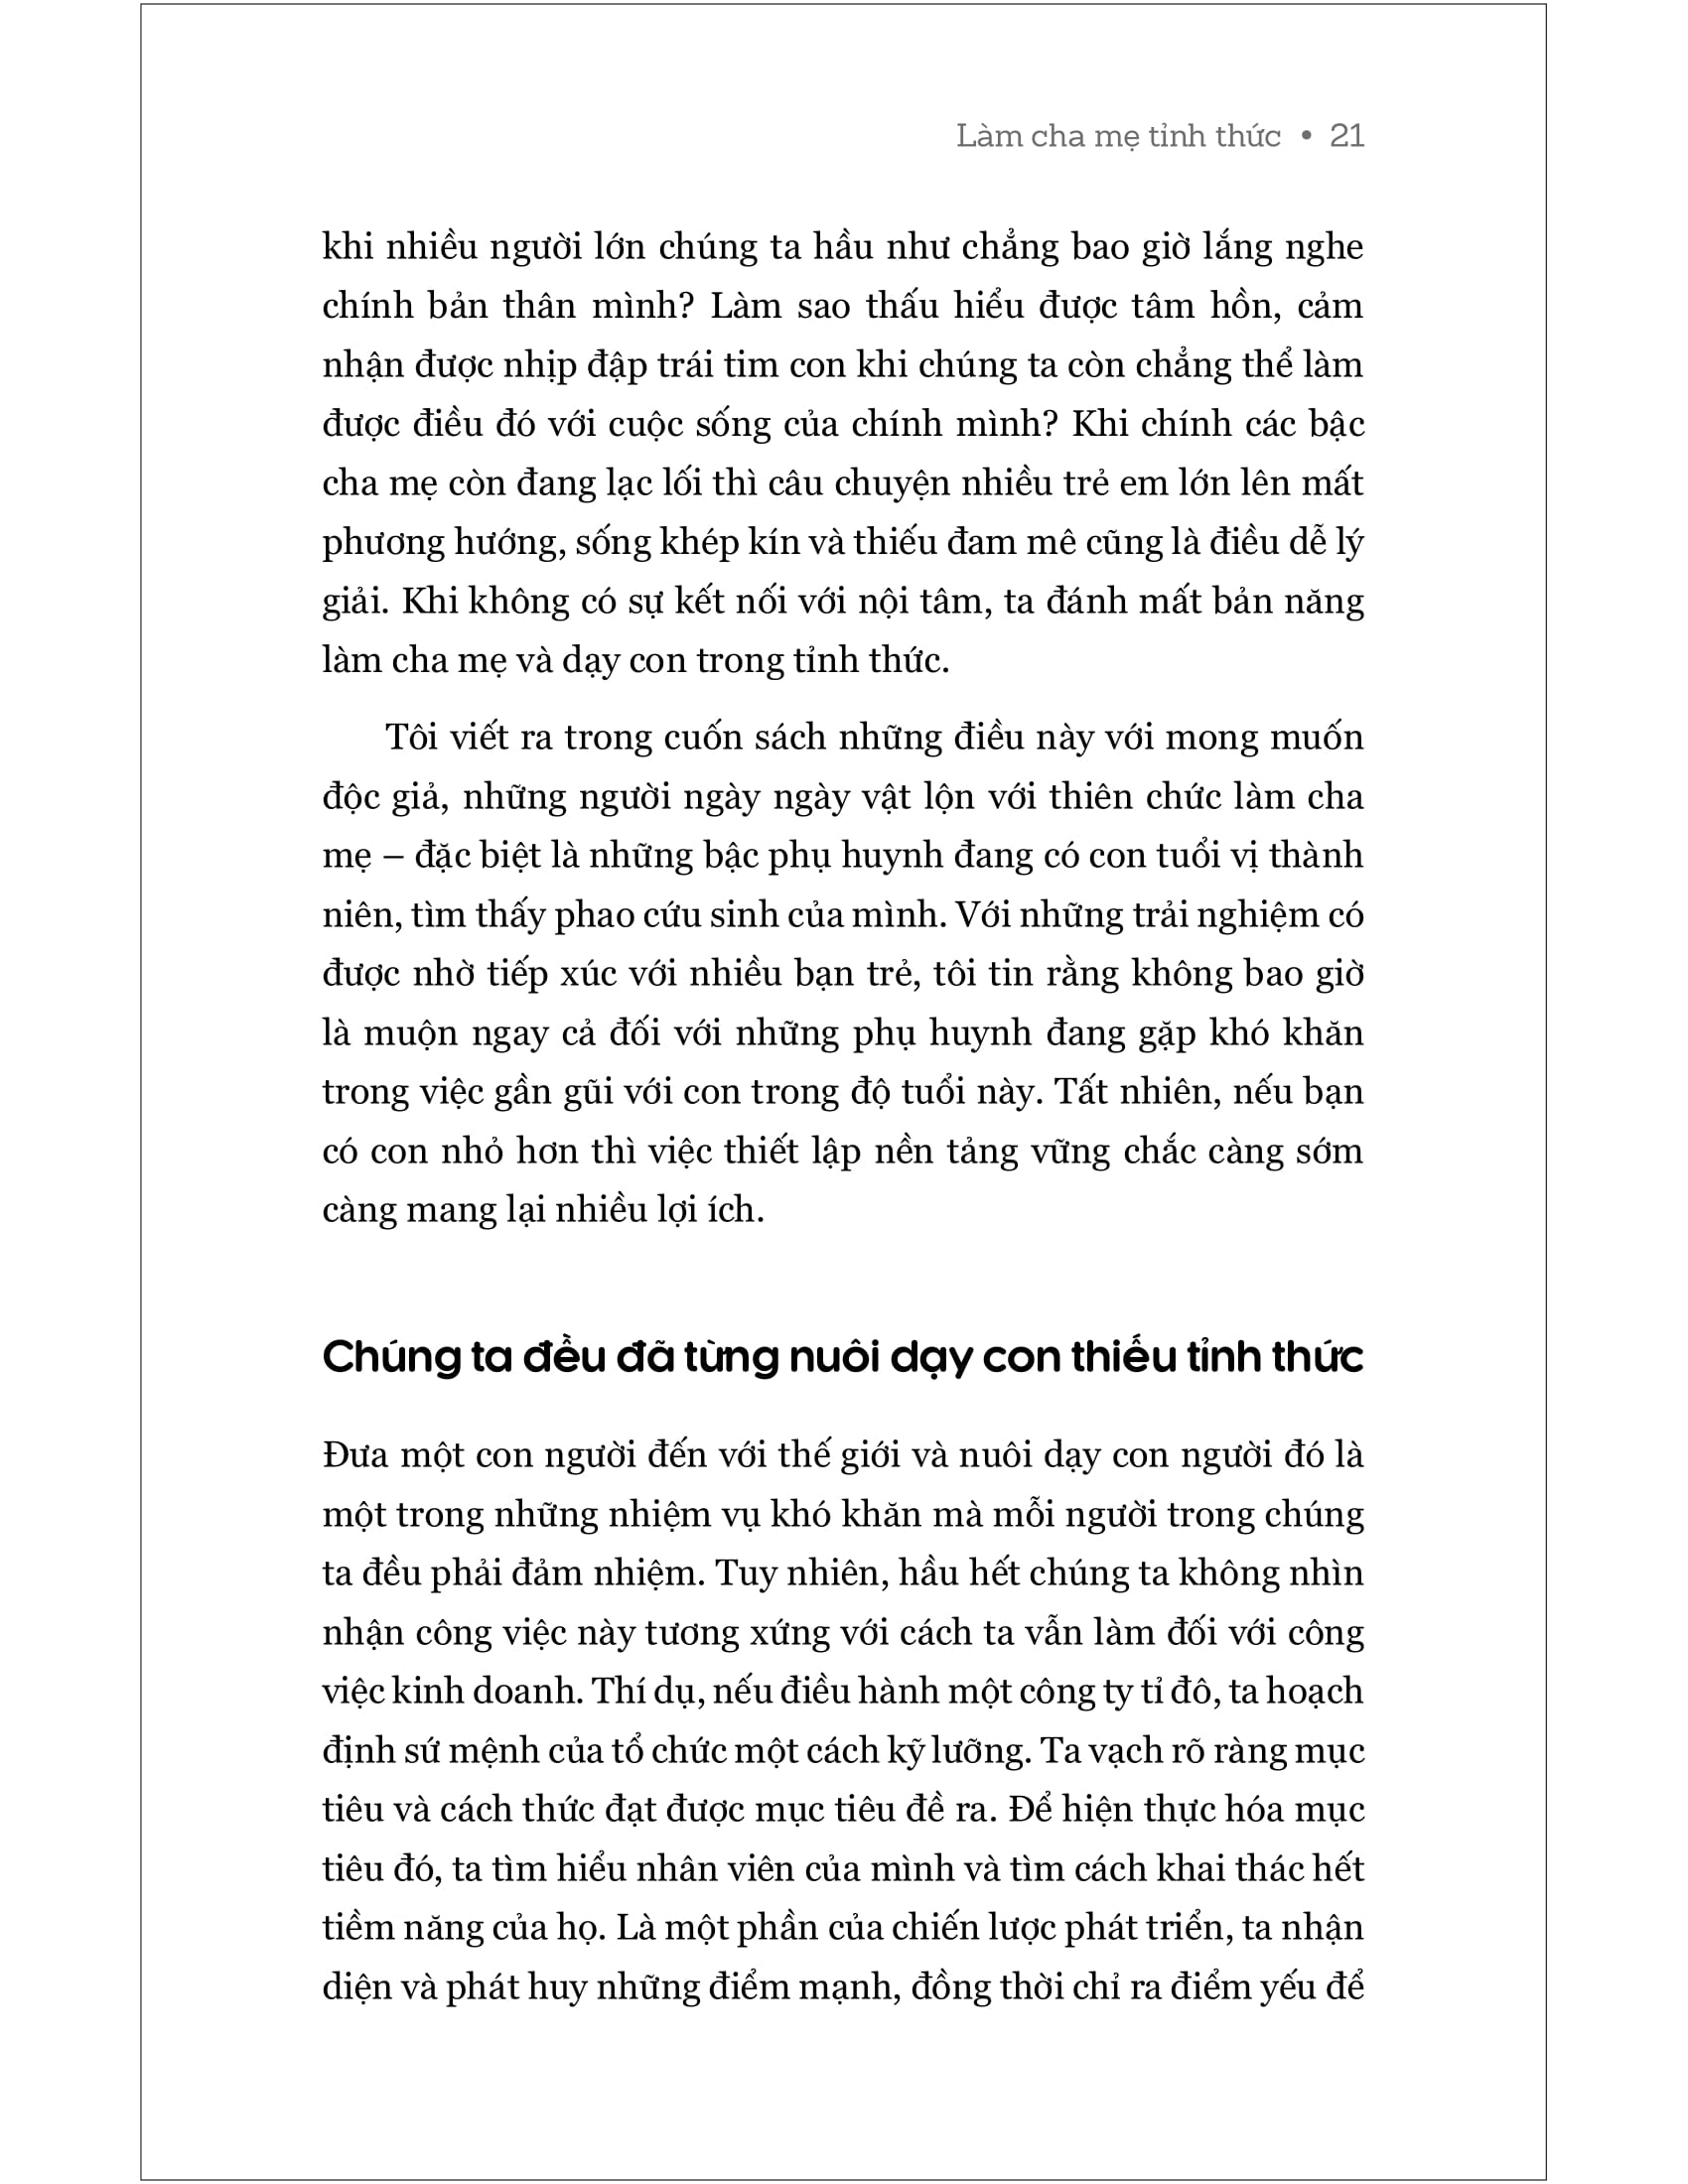 Làm cha mẹ tỉnh thức • 21
khi nhiều người lớn chúng ta hầu như chẳng bao giờ lắng nghe
chính bản thân mình? Làm sao thấu hiểu được tâm hồn, cảm
nhận được nhịp đập trái tim con khi chúng ta còn chẳng thể làm
được điều đó với cuộc sống của chính mình? Khi chính các bậc
cha mẹ còn đang lạc lối thì câu chuyện nhiều trẻ em lớn lên mất
phương hướng, sống khép kín và thiếu đam mê cũng là điều dễ lý
giải. Khi không có sự kết nối với nội tâm, ta đánh mất bản năng
làm cha mẹ và dạy con trong tỉnh thức.
Tôi viết ra trong cuốn sách những điều này với mong muốn
độc giả, những người ngày ngày vật lộn với thiên chức làm cha
mẹ – đặc biệt là những bậc phụ huynh đang có con tuổi vị thành
niên, tìm thấy phao cứu sinh của mình. Với những trải nghiệm có
được nhờ tiếp xúc với nhiều bạn trẻ, tôi tin rằng không bao giờ
là muộn ngay cả đối với những phụ huynh đang gặp khó khăn
trong việc gần gũi với con trong độ tuổi này. Tất nhiên, nếu bạn
có con nhỏ hơn thì việc thiết lập nền tảng vững chắc càng sớm
càng mang lại nhiều lợi ích.
Chúng ta đều đã từng nuôi dạy con thiếu tỉnh thức
Đưa một con người đến với thế giới và nuôi dạy con người đó là
một trong những nhiệm vụ khó khăn mà mỗi người trong chúng
ta đều phải đảm nhiệm. Tuy nhiên, hầu hết chúng ta không nhìn
nhận công việc này tương xứng với cách ta vẫn làm đối với công
việc kinh doanh. Thí dụ, nếu điều hành một công ty tỉ đô, ta hoạch
định sứ mệnh của tổ chức một cách kỹ lưỡng. Ta vạch rõ ràng mục
tiêu và cách thức đạt được mục tiêu đề ra. Để hiện thực hóa mục
tiêu đó, ta tìm hiểu nhân viên của mình và tìm cách khai thác hết
tiềm năng của họ. Là một phần của chiến lược phát triển, ta nhận
diện và phát huy những điểm mạnh, đồng thời chỉ ra điểm yếu để